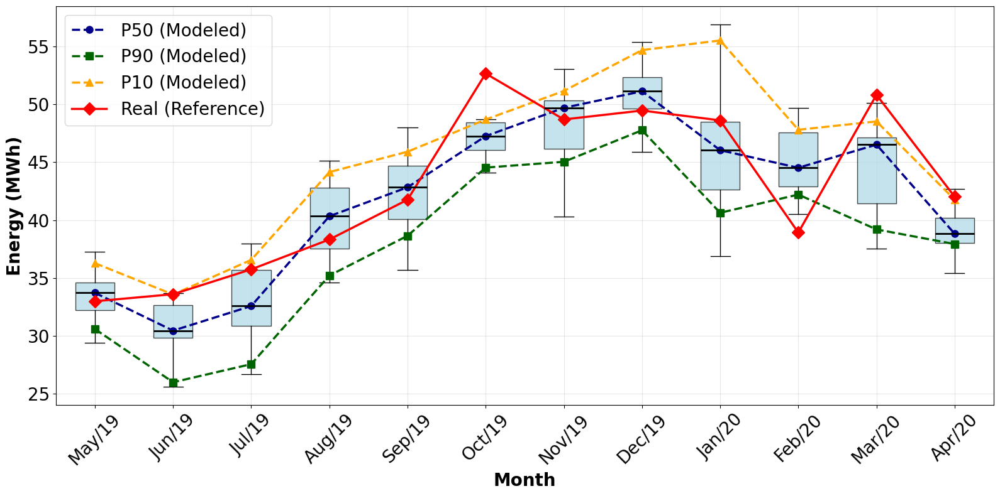 P50 (Modeled)
P90 (Modeled)
P10 (Modeled)
Real (Reference)
Energy (MWh)
55
50
45
40
35
30
25
May/19
Jun/19
Jul/19
Aug/19
Sep/19
Oct/19
Nov/19
Dec/19
Jan/20
Feb/20
Mar/20
Apr/20
Month